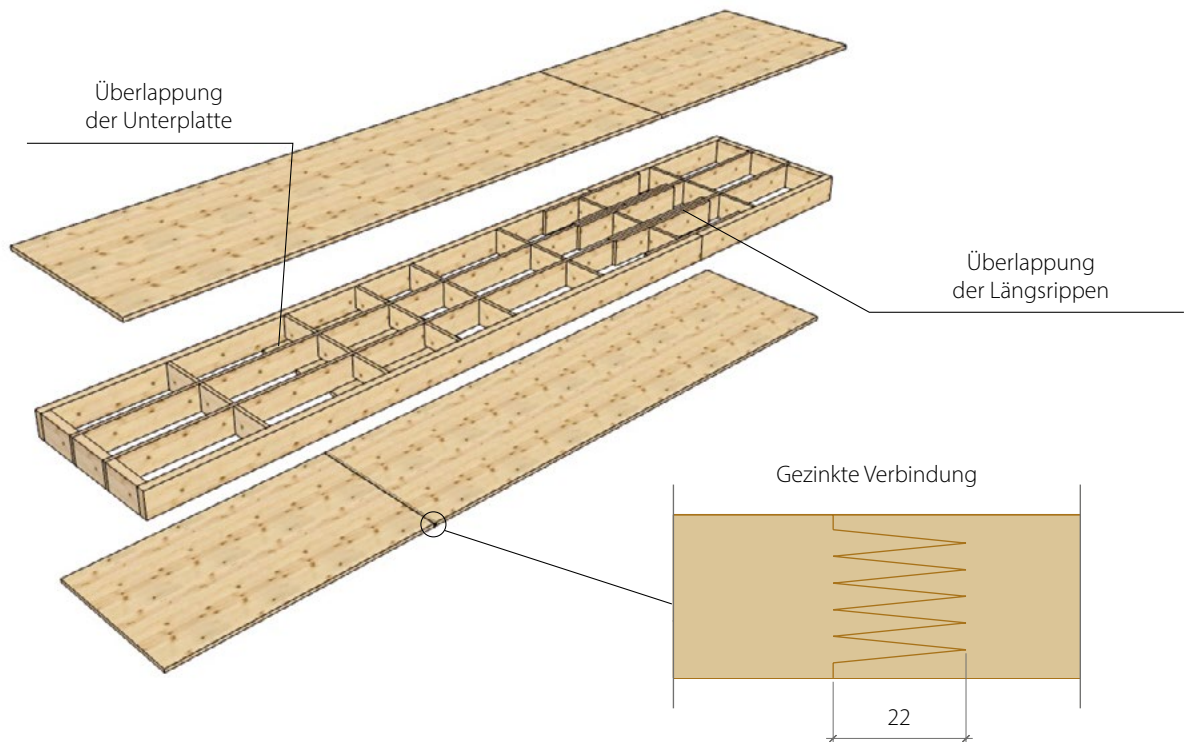 Überlappung
der Unterplatte
Überlappung
der Längsrippen
Gezinkte Verbindung
22